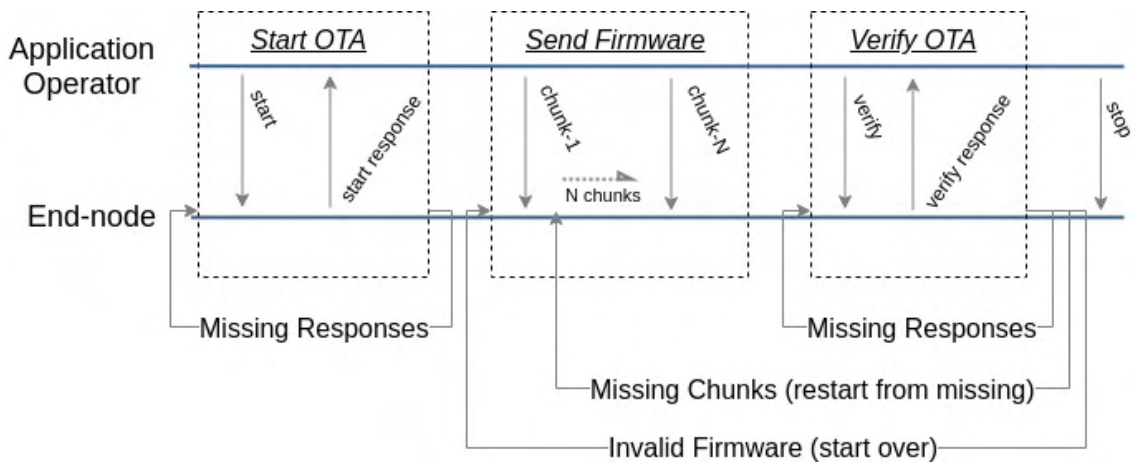 Start OTA
Send Firmware
Verify OTA
Application
Operator
start
start response
chunk-1
N chunks
chunk-N
verify
verify response
stop
End-node
Missing Responses
Missing Responses
Missing Chunks (restart from missing)
Invalid Firmware (start over)